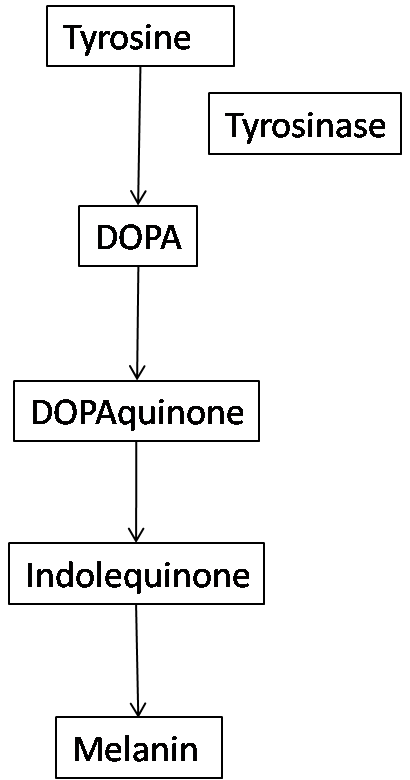 Tyrosine
Tyrosinase
DOPA
DOPAquinone
Indolequinone
Melanin